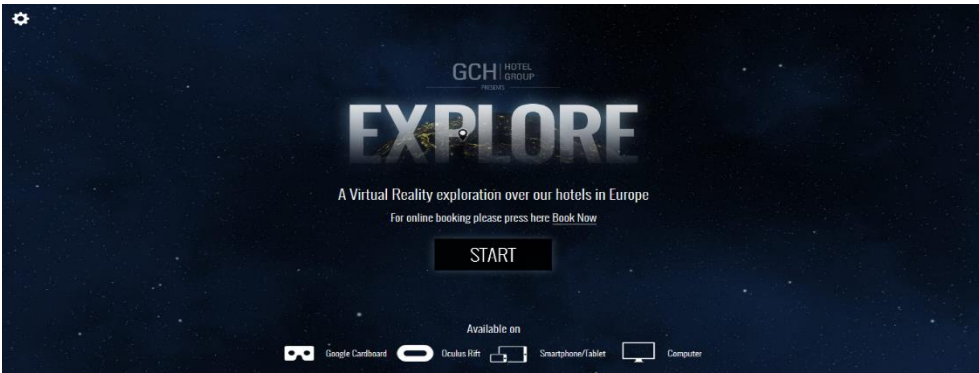 GCH HOTEL GROUP
PRESENTS
EXPLORE
A Virtual Reality exploration over our hotels in Europe
For online booking please press here Book Now
START
Available on
Google Cardboard Oculus Rift Smartphone/Tablet Computer